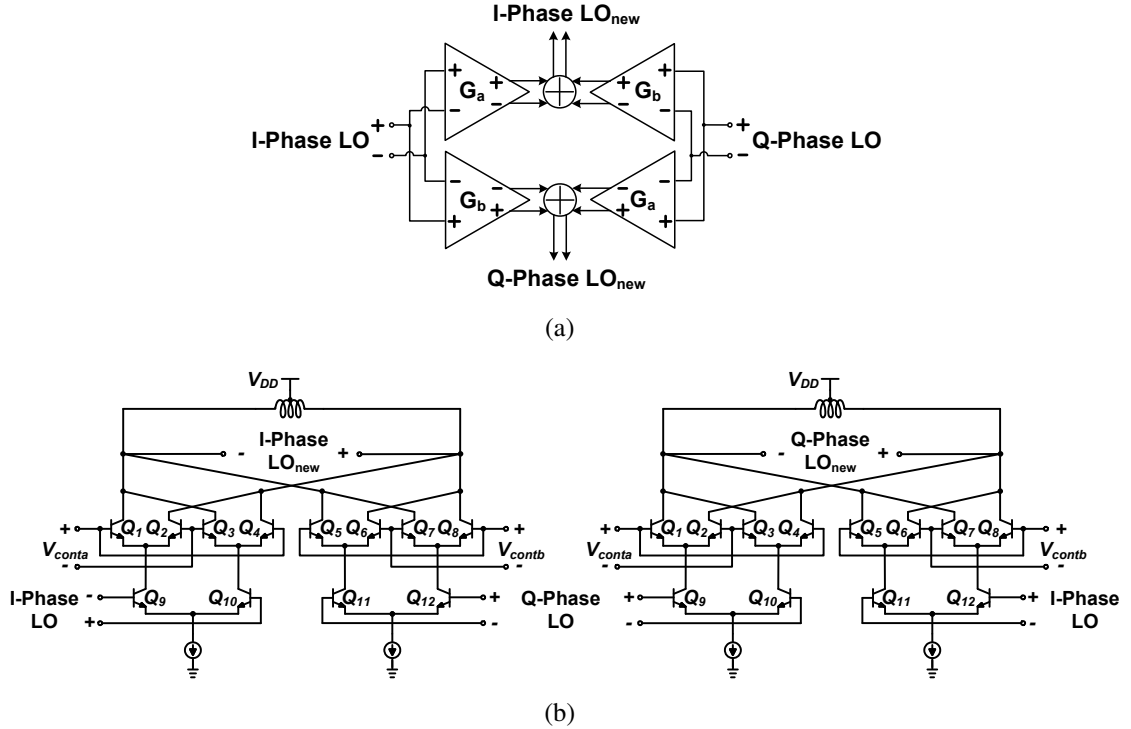 I-Phase LOnew
+ + + +
Ga Gb
- - - -
+ +
I-Phase LO Q-Phase LO
- -
- - - -
Gb Ga
+ + + +
Q-Phase LOnew
(a)
VDD VDD
I-Phase
- +
LOnew
Q-Phase
- +
LOnew
+ Q1 Q2 Q3 Q4 Q5 Q6 Q7 Q8 +
Vconta Vcontb
- -
+ Q1 Q2 Q3 Q4 Q5 Q6 Q7 Q8 +
Vconta Vcontb
- -
I-Phase LO - + Q9 Q10 Q11 Q12 + -
Q-Phase LO + - Q9 Q10 Q11 Q12 + - I-Phase LO
(b)